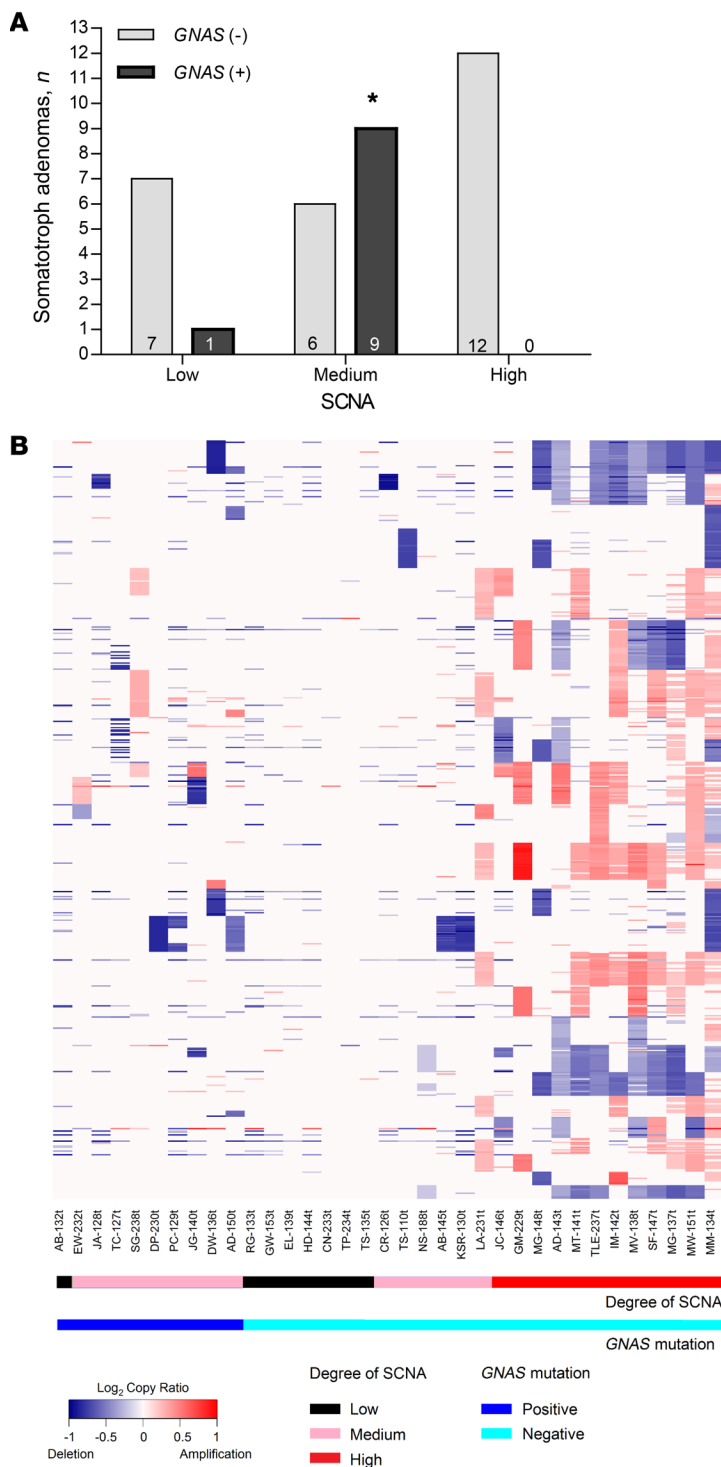 A
GNAS (-)
GNAS (+)
*
Somatotroph adenomas, n
13
12
13
11
10
9
8
7
6
5
4
3
2
1
0
7
1
6
9
12
0
Low
Medium
High
SCNA
B
AB-132t
EW-232t
JA-128t
TC-127t
SG-238t
DP-230t
PC-129t
JG-140t
DW-136t
AD-150t
RG-133t
GW-153t
EL-139t
HD-144t
CN-233t
TP-234t
TS-135t
CR-126t
TS-110t
NS-188t
AB-145t
KSR-130t
LA-231t
JC-146t
GM-229t
MG-148t
AD-143t
MT-141t
TLE-237t
IM-142t
MV-138t
SF-147t
MG-137t
MW-151t
MM-134t
Degree of SCNA
GNAS mutation
Log2 Copy Ratio
-1
-0.5
0
0.5
1
Deletion
Amplification
Degree of SCNA
Low
Medium
High
GNAS mutation
Positive
Negative